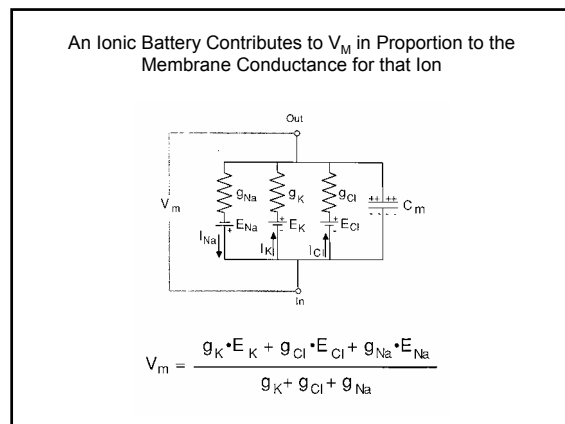 An Ionic Battery Contributes to V_M in Proportion to the
Membrane Conductance for that Ion
Out
V_m
g_Na g_K g_Cl
++ ++
C_m
- - - -
+ +
E_Na E_K E_Cl
+ - -
I_Na I_K I_Cl
In
V_m = (g_K•E_K + g_Cl•E_Cl + g_Na•E_Na) / (g_K + g_Cl + g_Na)